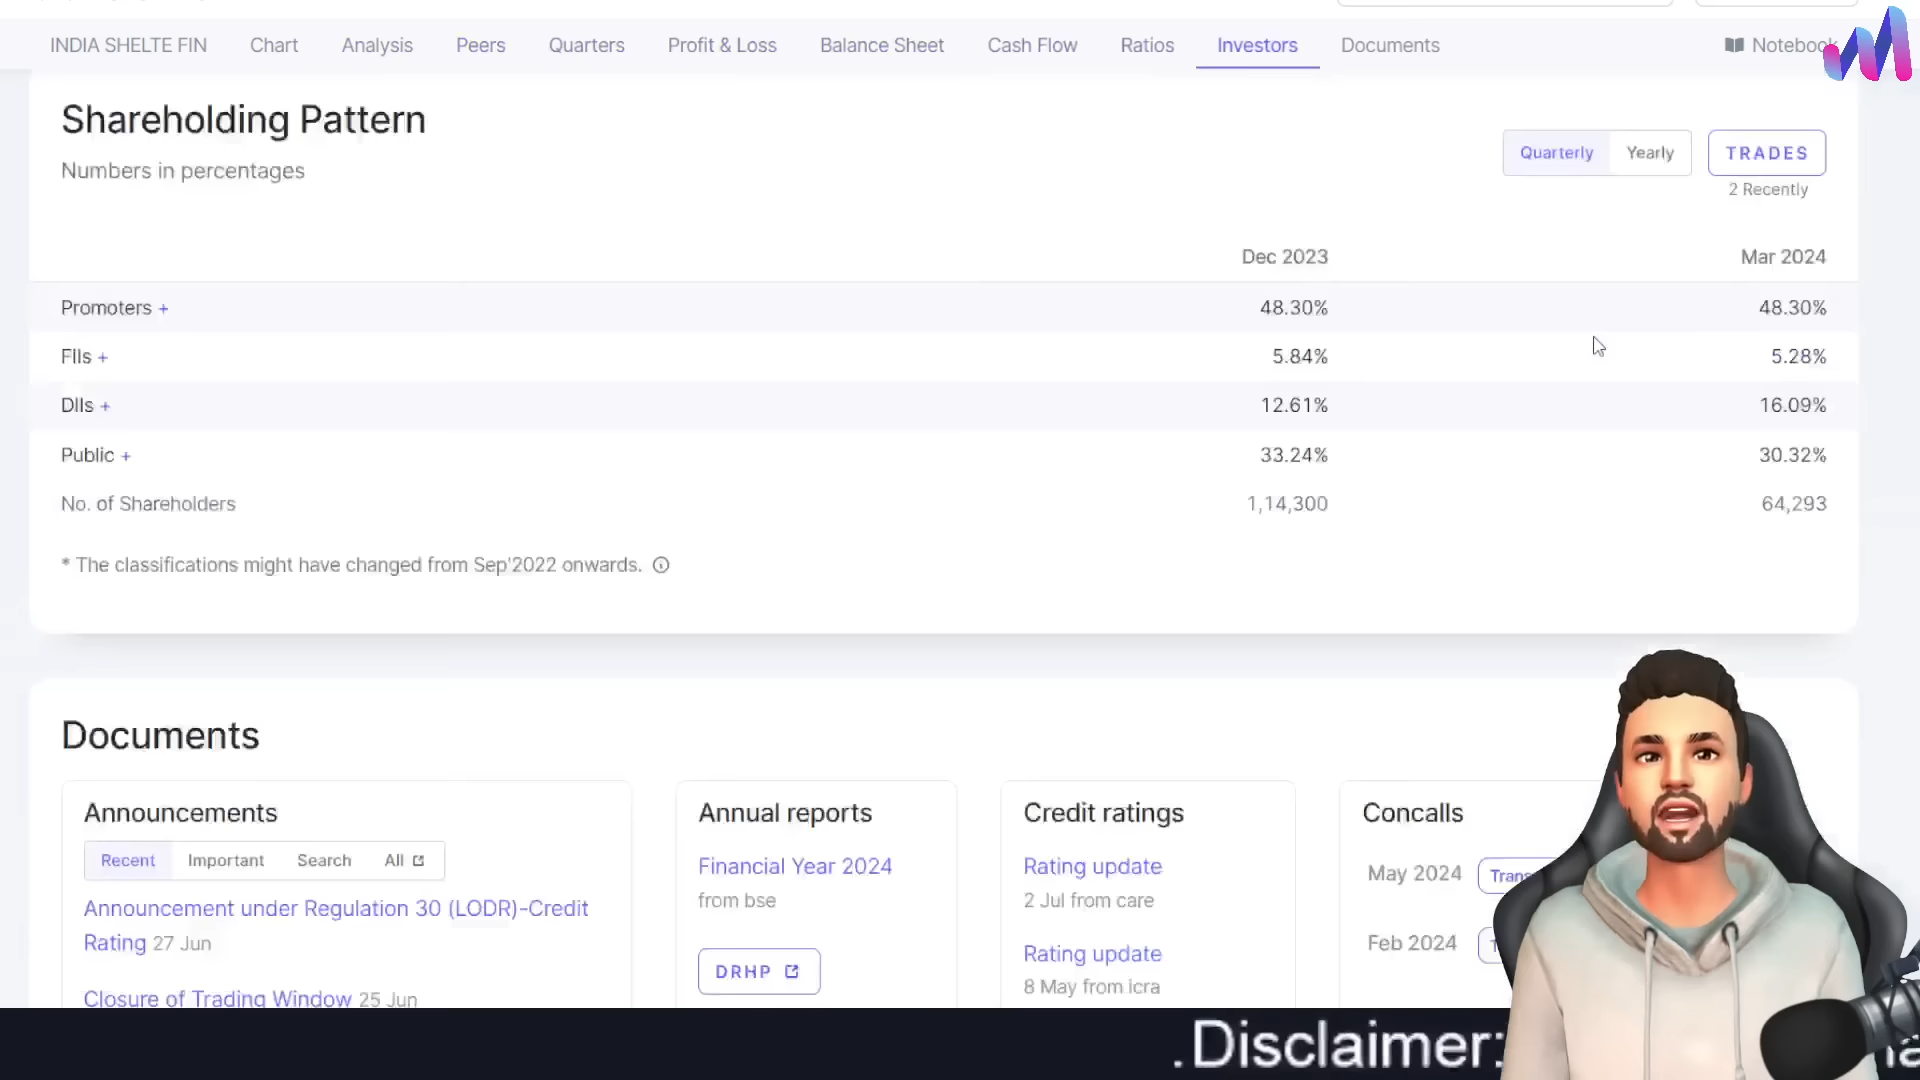 INDIA SHELTE FIN Chart Analysis Peers Quarters Profit & Loss Balance Sheet Cash Flow Ratios Investors Documents Notebook
Shareholding Pattern
Numbers in percentages
Quarterly Yearly TRADES
2 Recently
Dec 2023 Mar 2024
Promoters + 48.30% 48.30%
FIIs + 5.84% 5.28%
DIIs + 12.61% 16.09%
Public + 33.24% 30.32%
No. of Shareholders 1,14,300 64,293
* The classifications might have changed from Sep'2022 onwards.
Documents
Announcements
Recent Important Search All
Announcement under Regulation 30 (LODR)-Credit
Rating 27 Jun
Closure of Trading Window 25 Jun
Annual reports
Financial Year 2024
from bse
DRHP
Credit ratings
Rating update
2 Jul from care
Rating update
8 May from icra
Concalls
May 2024
Feb 2024
.Disclaimer: